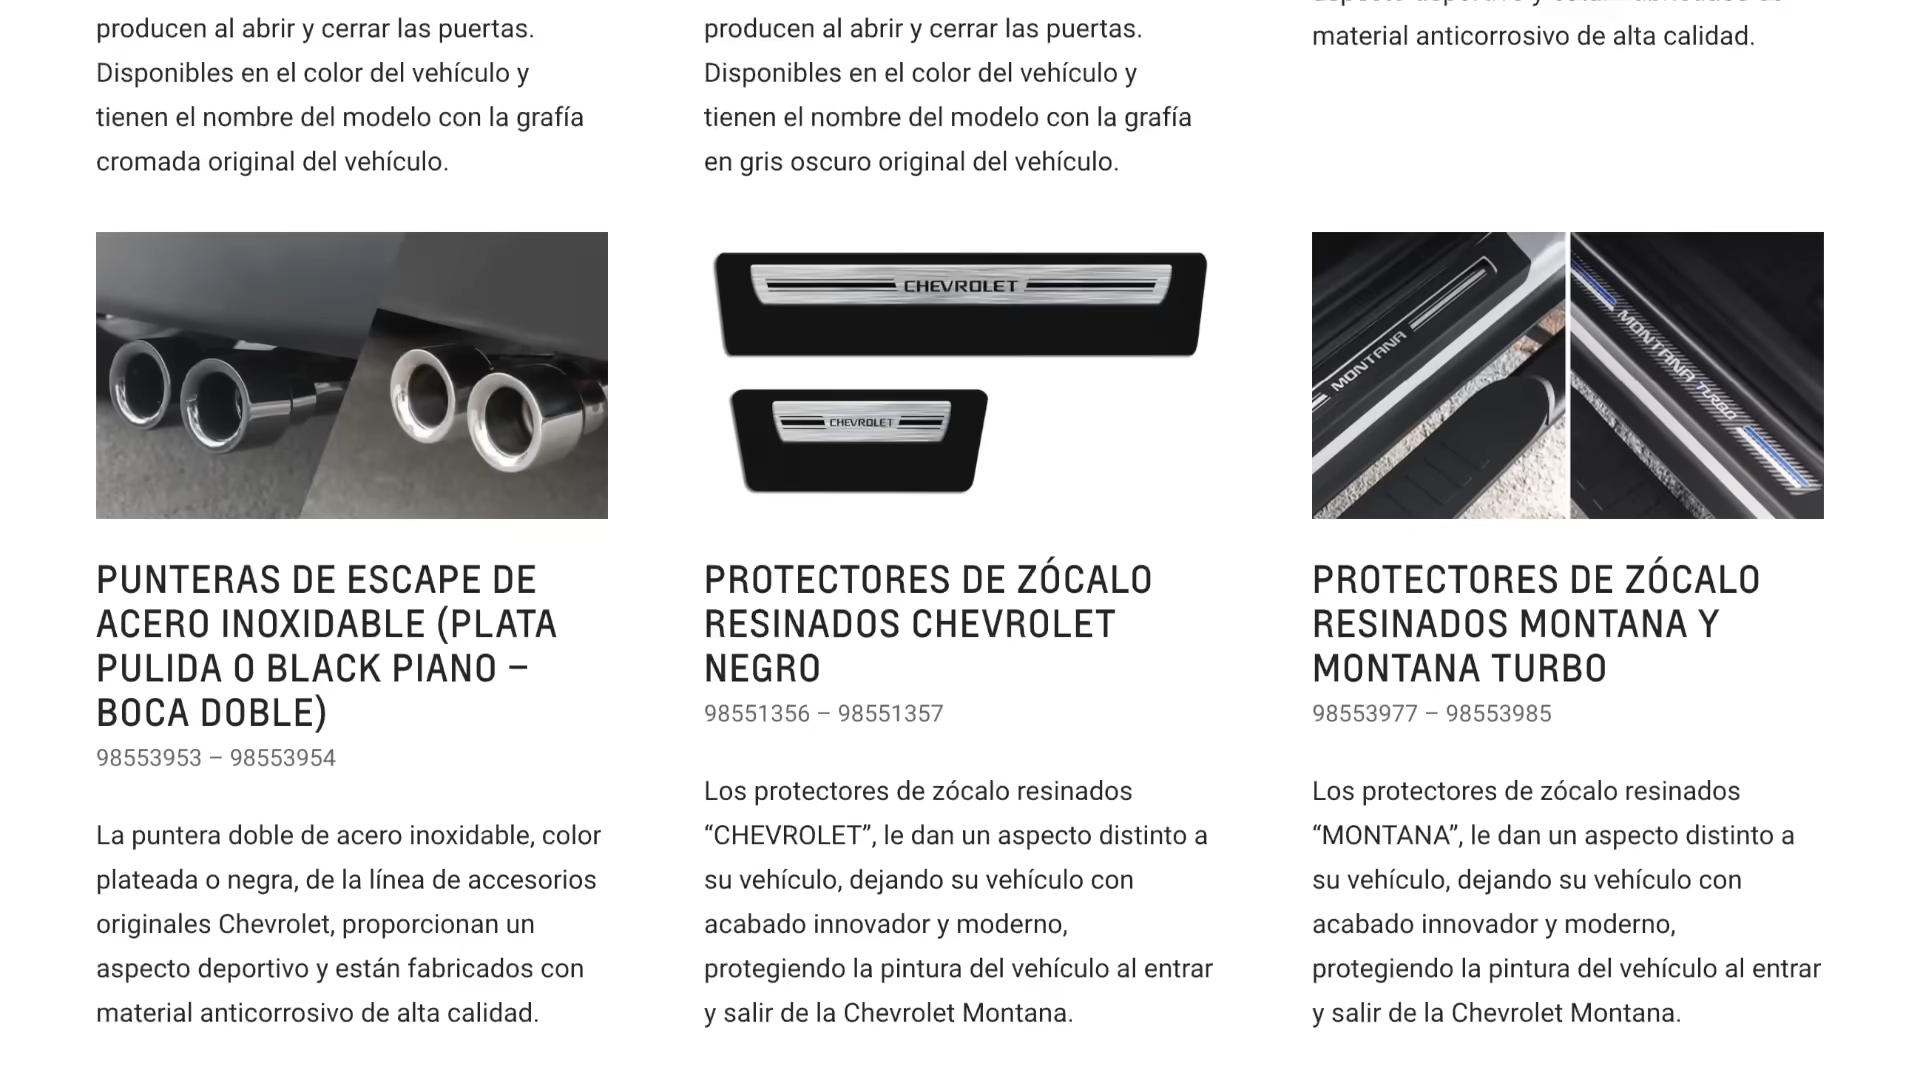 producen al abrir y cerrar las puertas.
Disponibles en el color del vehículo y
tienen el nombre del modelo con la grafía
cromada original del vehículo.
producen al abrir y cerrar las puertas.
Disponibles en el color del vehículo y
tienen el nombre del modelo con la grafía
en gris oscuro original del vehículo.
material anticorrosivo de alta calidad.
CHEVROLET
CHEVROLET
MONTANA
MONTANA TURBO
PUNTERAS DE ESCAPE DE
ACERO INOXIDABLE (PLATA
PULIDA O BLACK PIANO –
BOCA DOBLE)
98553953 – 98553954
La puntera doble de acero inoxidable, color
plateada o negra, de la línea de accesorios
originales Chevrolet, proporcionan un
aspecto deportivo y están fabricados con
material anticorrosivo de alta calidad.
PROTECTORES DE ZÓCALO
RESINADOS CHEVROLET
NEGRO
98551356 – 98551357
Los protectores de zócalo resinados
“CHEVROLET”, le dan un aspecto distinto a
su vehículo, dejando su vehículo con
acabado innovador y moderno,
protegiendo la pintura del vehículo al entrar
y salir de la Chevrolet Montana.
PROTECTORES DE ZÓCALO
RESINADOS MONTANA Y
MONTANA TURBO
98553977 – 98553985
Los protectores de zócalo resinados
“MONTANA”, le dan un aspecto distinto a
su vehículo, dejando su vehículo con
acabado innovador y moderno,
protegiendo la pintura del vehículo al entrar
y salir de la Chevrolet Montana.